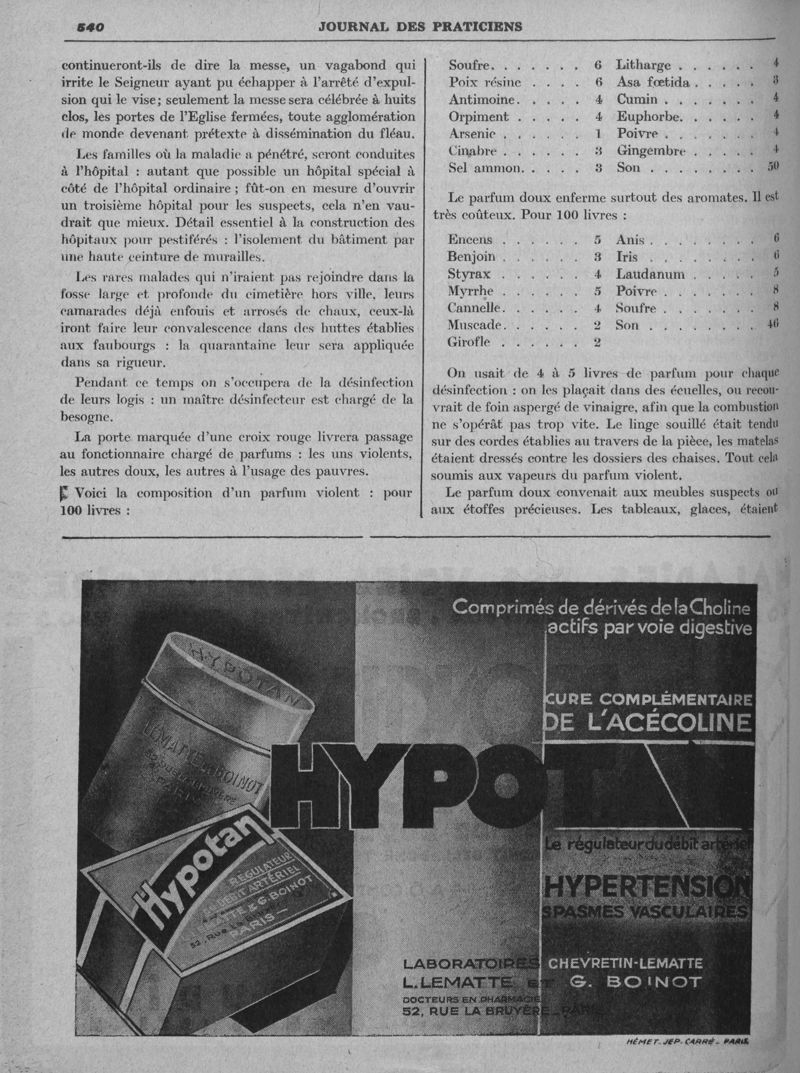 540
JOURNAL DES PRATICIENS
continueront-ils de dire la messe, un vagabond qui
irrite le Seigneur ayant pu échapper à l'arrêté d'expul-
sion qui le vise; seulement la messe sera célébrée à huits
clos, les portes de l'Eglise fermées, toute agglomération
de monde devenant prétexte à dissémination du fléau.
Les familles où la maladie a pénétré, seront conduites
à l'hôpital : autant que possible un hôpital spécial à
côté de l'hôpital ordinaire ; fût-on en mesure d'ouvrir
un troisième hôpital pour les suspects, cela n'en vau-
drait que mieux. Détail essentiel à la construction des
hôpitaux pour pestiférés : l'isolement du bâtiment par
une haute ceinture de murailles.
Les rares malades qui n'iraient pas rejoindre dans la
fosse large et profonde du cimetière hors ville, leurs
camarades déjà enfouis et arrosés de chaux, ceux-là
iront faire leur convalescence dans des huttes établies
aux faubourgs : la quarantaine leur sera appliquée
dans sa rigueur.
Pendant ce temps on s'occupera de la désinfection
de leurs logis : un maître désinfecteur est chargé de la
besogne.
La porte marquée d'une croix rouge livrera passage
au fonctionnaire chargé de parfums : les uns violents,
les autres doux, les autres à l'usage des pauvres.
Voici la composition d'un parfum violent : pour
100 livres :
Soufre. . . . . . . 6 Litharge . . . . . . 4
Poix résine . . . . 6 Asa fœtida . . . . . 3
Antimoine. . . . . 4 Cumin . . . . . . . 4
Orpiment . . . . . 4 Euphorbe. . . . . . 4
Arsenic . . . . . . 1 Poivre . . . . . . . 4
Cinabre . . . . . . 3 Gingembre . . . . . 4
Sel ammon. . . . . 3 Son . . . . . . . . 50
Le parfum doux enferme surtout des aromates. Il est
très coûteux. Pour 100 livres :
Encens . . . . . . 5 Anis . . . . . . . . 6
Benjoin . . . . . . 3 Iris . . . . . . . . 6
Styrax . . . . . . 4 Laudanum . . . . . 5
Myrrhe . . . . . . 5 Poivre . . . . . . . 8
Cannelle. . . . . . 4 Soufre . . . . . . . 8
Muscade. . . . . . 2 Son . . . . . . . . 40
Girofle . . . . . . 2
On usait de 4 à 5 livres de parfum pour chaque
désinfection : on les plaçait dans des écuelles, ou recou-
vrait de foin aspergé de vinaigre, afin que la combustion
ne s'opérât pas trop vite. Le linge souillé était tendu
sur des cordes établies au travers de la pièce, les matelas
étaient dressés contre les dossiers des chaises. Tout cela
soumis aux vapeurs du parfum violent.
Le parfum doux convenait aux meubles suspects ou
aux étoffes précieuses. Les tableaux, glaces, étaient
Comprimés de dérivés de la Choline
actifs par voie digestive
CURE COMPLÉMENTAIRE
DE L'ACÉCOLINE
HYPOTAN
HYPOTAN
LEMATTE et BOINOT
52, RUE LA BRUYÈRE
PARIS
Le régulateur du débit artériel
HYPERTENSION
SPASMES VASCULAIRES
Hypotan
REGULATEUR
ARTÉRIEL
& G. BOINOT
52, RUE LA
PARIS
LABORATOIRES CHEVRETIN-LEMATTE
L. LEMATTE ET G. BOINOT
DOCTEURS EN PHARMACIE
52, RUE LA BRUYÈRE _ PARIS
HÉMET. JEP. CARRÉ _ PARIS.